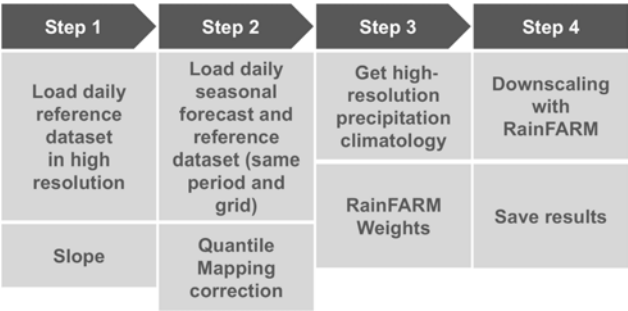 Step 1
Step 2
Step 3
Step 4
Load daily
reference
dataset
in high
resolution
Slope
Load daily
seasonal
forecast and
reference
dataset (same
period and
grid)
Quantile
Mapping
correction
Get high-
resolution
precipitation
climatology
RainFARM
Weights
Downscaling
with
RainFARM
Save results